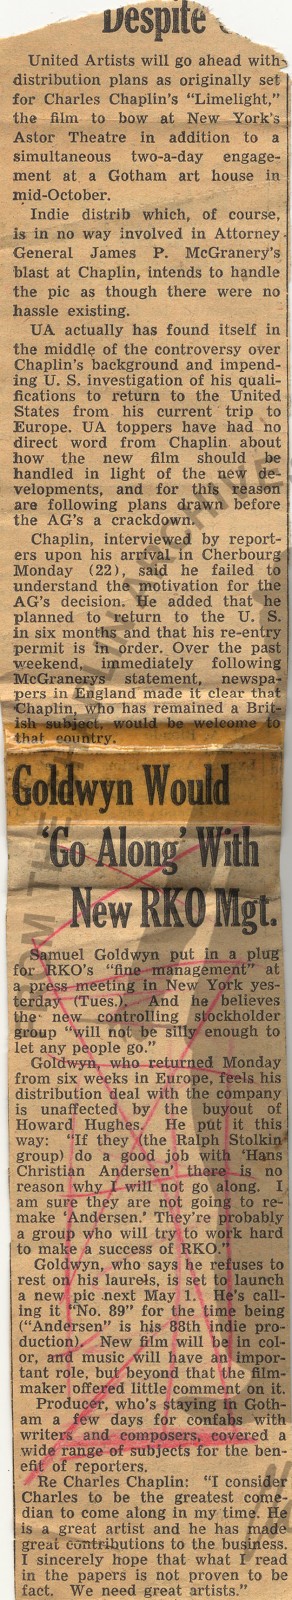 Despite
United Artists will go ahead with
distribution plans as originally set
for Charles Chaplin's "Limelight,"
the film to bow at New York's
Astor Theatre in addition to a
simultaneous two-a-day engage-
ment at a Gotham art house in
mid-October.
Indie distrib which, of course,
is in no way involved in Attorney
General James P. McGranery's
blast at Chaplin, intends to handle
the pic as though there were no
hassle existing.
UA actually has found itself in
the middle of the controversy over
Chaplin's background and impend-
ing U. S. investigation of his quali-
fications to return to the United
States from his current trip to
Europe. UA toppers have had no
direct word from Chaplin about
how the new film should be
handled in light of the new de-
velopments, and for this reason
are following plans drawn before
the AG's a crackdown.
Chaplin, interviewed by report-
ers upon his arrival in Cherbourg
Monday (22), said he failed to
understand the motivation for the
AG's decision. He added that he
planned to return to the U. S.
in six months and that his re-entry
permit is in order. Over the past
weekend, immediately following
McGranerys statement, newspa-
pers in England made it clear that
Chaplin, who has remained a Brit-
ish subject, would be welcome to
that country.
Goldwyn Would
'Go Along' With
New RKO Mgt.
Samuel Goldwyn put in a plug
for RKO's "fine management" at
a press meeting in New York yes-
terday (Tues.). And he believes
the new controlling stockholder
group "will not be silly enough to
let any people go."
Goldwyn, who returned Monday
from six weeks in Europe, feels his
distribution deal with the company
is unaffected by the buyout of
Howard Hughes. He put it this
way: "If they (the Ralph Stolkin
group) do a good job with 'Hans
Christian Andersen' there is no
reason why I will not go along. I
am sure they are not going to re-
make 'Andersen.' They're probably
a group who will try to work hard
to make a success of RKO."
Goldwyn, who says he refuses to
rest on his laurels, is set to launch
a new pic next May 1. He's call-
ing it "No. 89" for the time being
("Andersen" is his 88th indie pro-
duction). New film will be in col-
or, and music will have an impor-
tant role, but beyond that the film-
maker offered little comment on it.
Producer, who's staying in Goth-
am a few days for confabs with
writers and composers, covered a
wide range of subjects for the ben-
efit of reporters.
Re Charles Chaplin: "I consider
Charles to be the greatest come-
dian to come along in my time. He
is a great artist and he has made
great contributions to the business.
I sincerely hope that what I read
in the papers is not proven to be
fact. We need great artists."
FROM THE